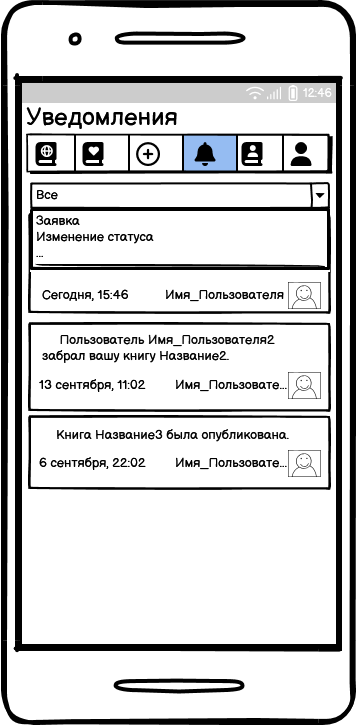 12:46
Уведомления
Все
Заявка
Изменение статуса
...
Сегодня, 15:46 Имя_Пользователя
Пользователь Имя_Пользователя2
забрал вашу книгу Название2.
13 сентября, 11:02 Имя_Пользовате...
Книга Название3 была опубликована.
6 сентября, 22:02 Имя_Пользовате...